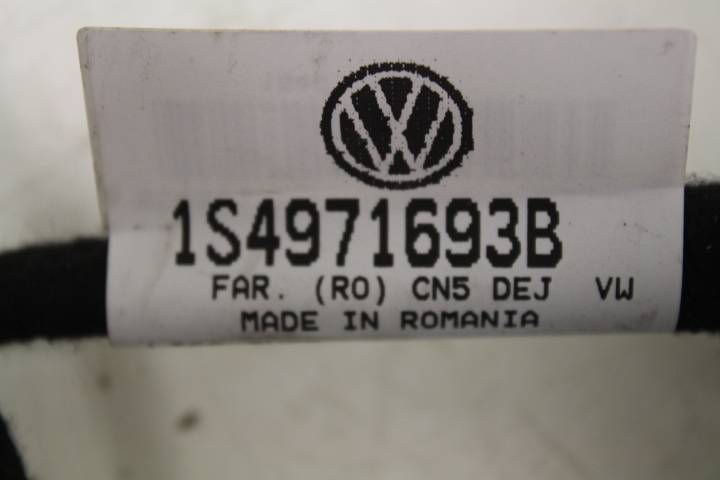 1S4971693B
FAR. (RO) CN5 DEJ VW
MADE IN ROMANIA